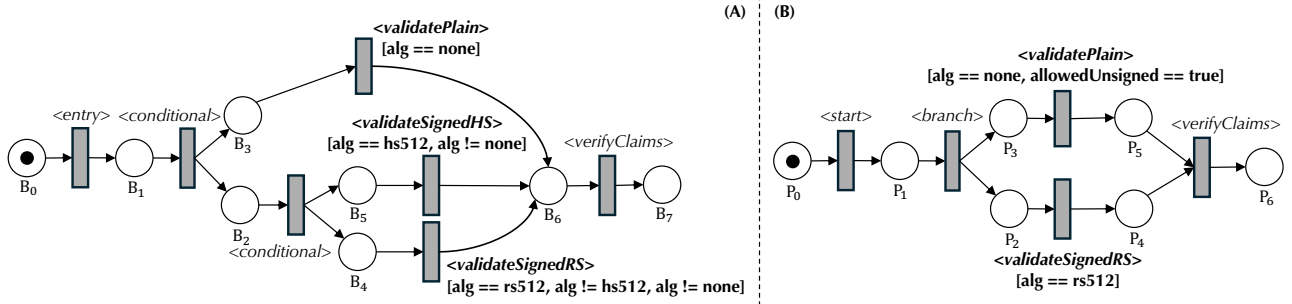 (A)
<validatePlain>
[alg == none]
<entry>
<conditional>
B3
<validateSignedHS>
[alg == hs512, alg != none]
<verifyClaims>
B0
B1
B5
B6
B7
B2
<conditional>
B4
<validateSignedRS>
[alg == rs512, alg != hs512, alg != none]
(B)
<validatePlain>
[alg == none, allowedUnsigned == true]
<start>
<branch>
<verifyClaims>
P3
P5
P0
P1
P6
P2
P4
<validateSignedRS>
[alg == rs512]